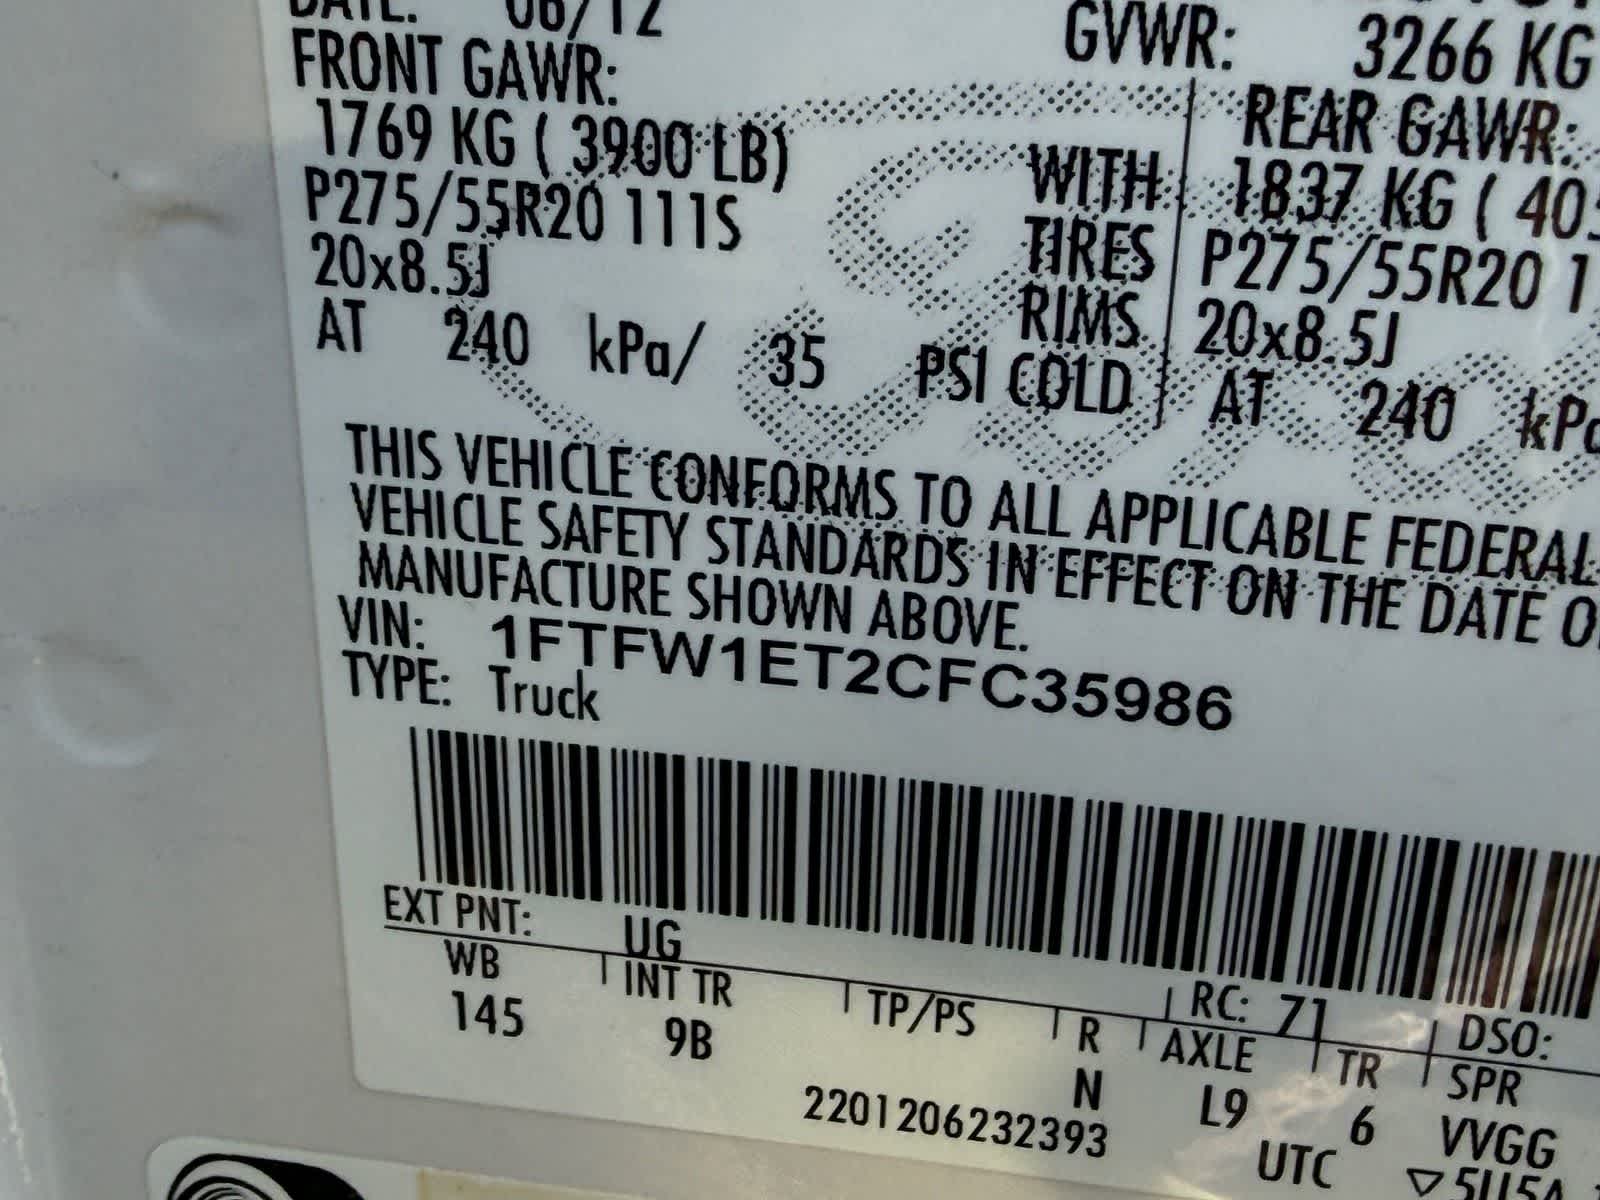 DATE: 06/12
GVWR: 3266 KG
FRONT GAWR:
1769 KG ( 3900 LB)
P275/55R20 111S
20x8.5J
AT 240 kPa/ 35 PSI COLD
WITH
TIRES
RIMS
REAR GAWR:
1837 KG (
P275/55R20
20x8.5J
AT 240
THIS VEHICLE CONFORMS TO ALL APPLICABLE FEDERAL
VEHICLE SAFETY STANDARDS IN EFFECT ON THE DATE
MANUFACTURE SHOWN ABOVE.
VIN: 1FTFW1ET2CFC35986
TYPE: Truck
EXT PNT: UG RC: 71 DSO:
WB INT TR TP/PS R AXLE TR SPR
145 9B N L9 6 VVGG
2201206232393 UTC